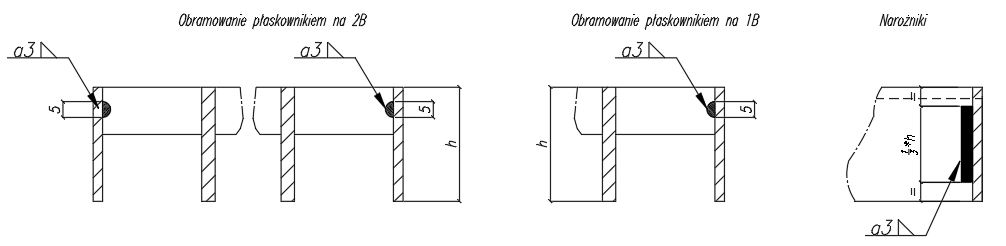 Obramowanie płaskownikiem na 2B
Obramowanie płaskownikiem na 1B
Narożniki
a3
a3
a3
5
5
5
h
h
=
1/3*h
=
a3